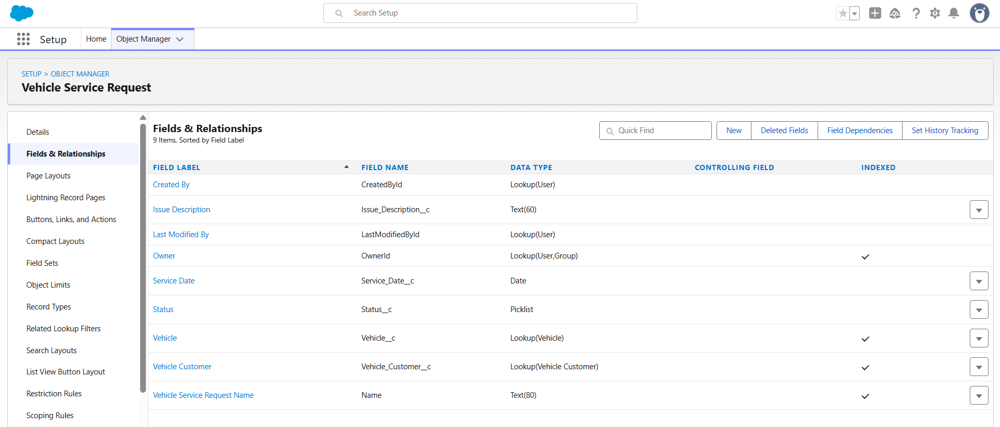 Search Setup
Setup
Home
Object Manager
SETUP > OBJECT MANAGER
Vehicle Service Request
Details
Fields & Relationships
Page Layouts
Lightning Record Pages
Buttons, Links, and Actions
Compact Layouts
Field Sets
Object Limits
Record Types
Related Lookup Filters
Search Layouts
List View Button Layout
Restriction Rules
Scoping Rules
Fields & Relationships
9 Items, Sorted by Field Label
Quick Find
New
Deleted Fields
Field Dependencies
Set History Tracking
FIELD LABEL FIELD NAME DATA TYPE CONTROLLING FIELD INDEXED
Created By CreatedById Lookup(User)
Issue Description Issue_Description__c Text(60)
Last Modified By LastModifiedById Lookup(User)
Owner OwnerId Lookup(User,Group)
Service Date Service_Date__c Date
Status Status__c Picklist
Vehicle Vehicle__c Lookup(Vehicle)
Vehicle Customer Vehicle_Customer__c Lookup(Vehicle Customer)
Vehicle Service Request Name Name Text(80)